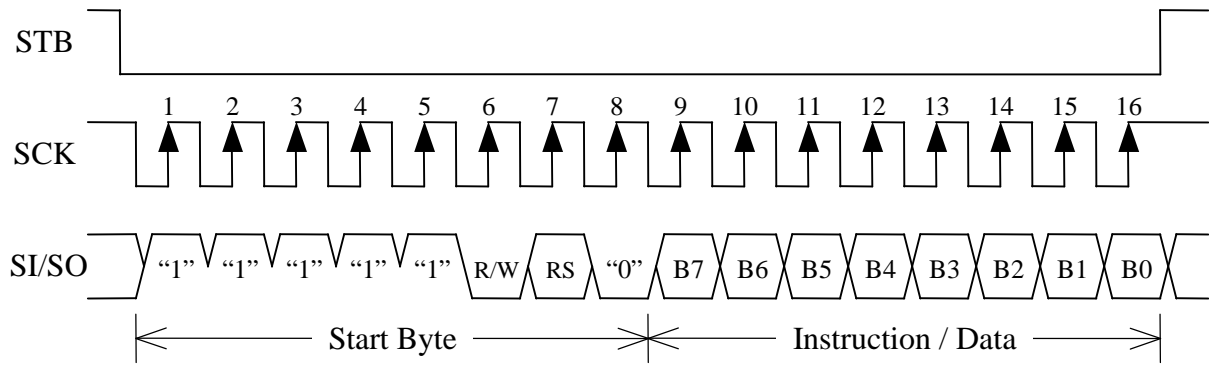 STB
1 2 3 4 5 6 7 8 9 10 11 12 13 14 15 16
SCK
SI/SO “1” “1” “1” “1” “1” R/W RS “0” B7 B6 B5 B4 B3 B2 B1 B0
Start Byte Instruction / Data